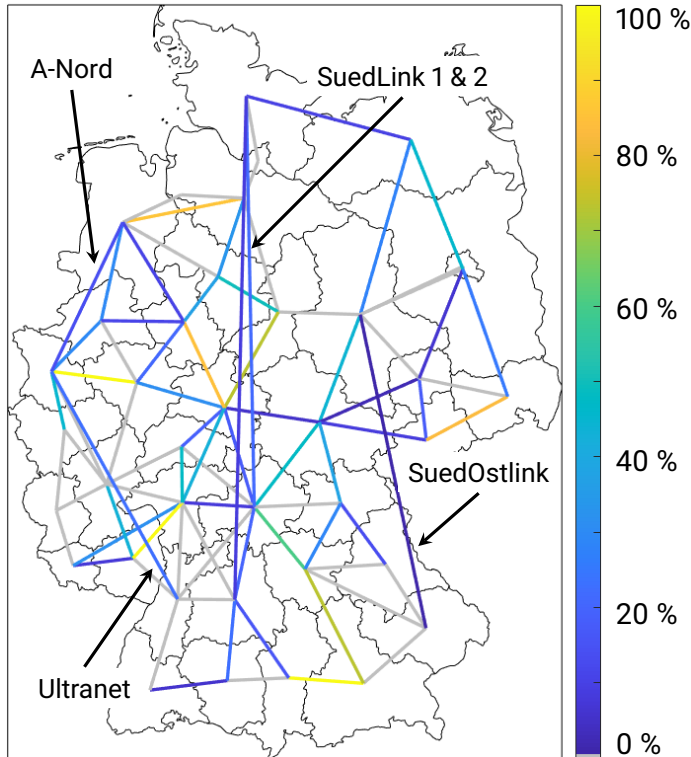 100 %
A-Nord
SuedLink 1 & 2
80 %
60 %
40 %
SuedOstlink
20 %
Ultranet
0 %